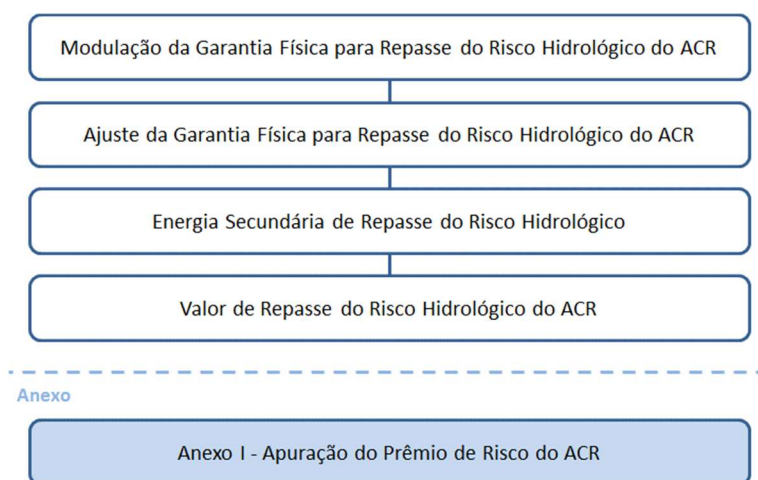 Modulação da Garantia Física para Repasse do Risco Hidrológico do ACR
Ajuste da Garantia Física para Repasse do Risco Hidrológico do ACR
Energia Secundária de Repasse do Risco Hidrológico
Valor de Repasse do Risco Hidrológico do ACR
Anexo
Anexo I - Apuração do Prêmio de Risco do ACR